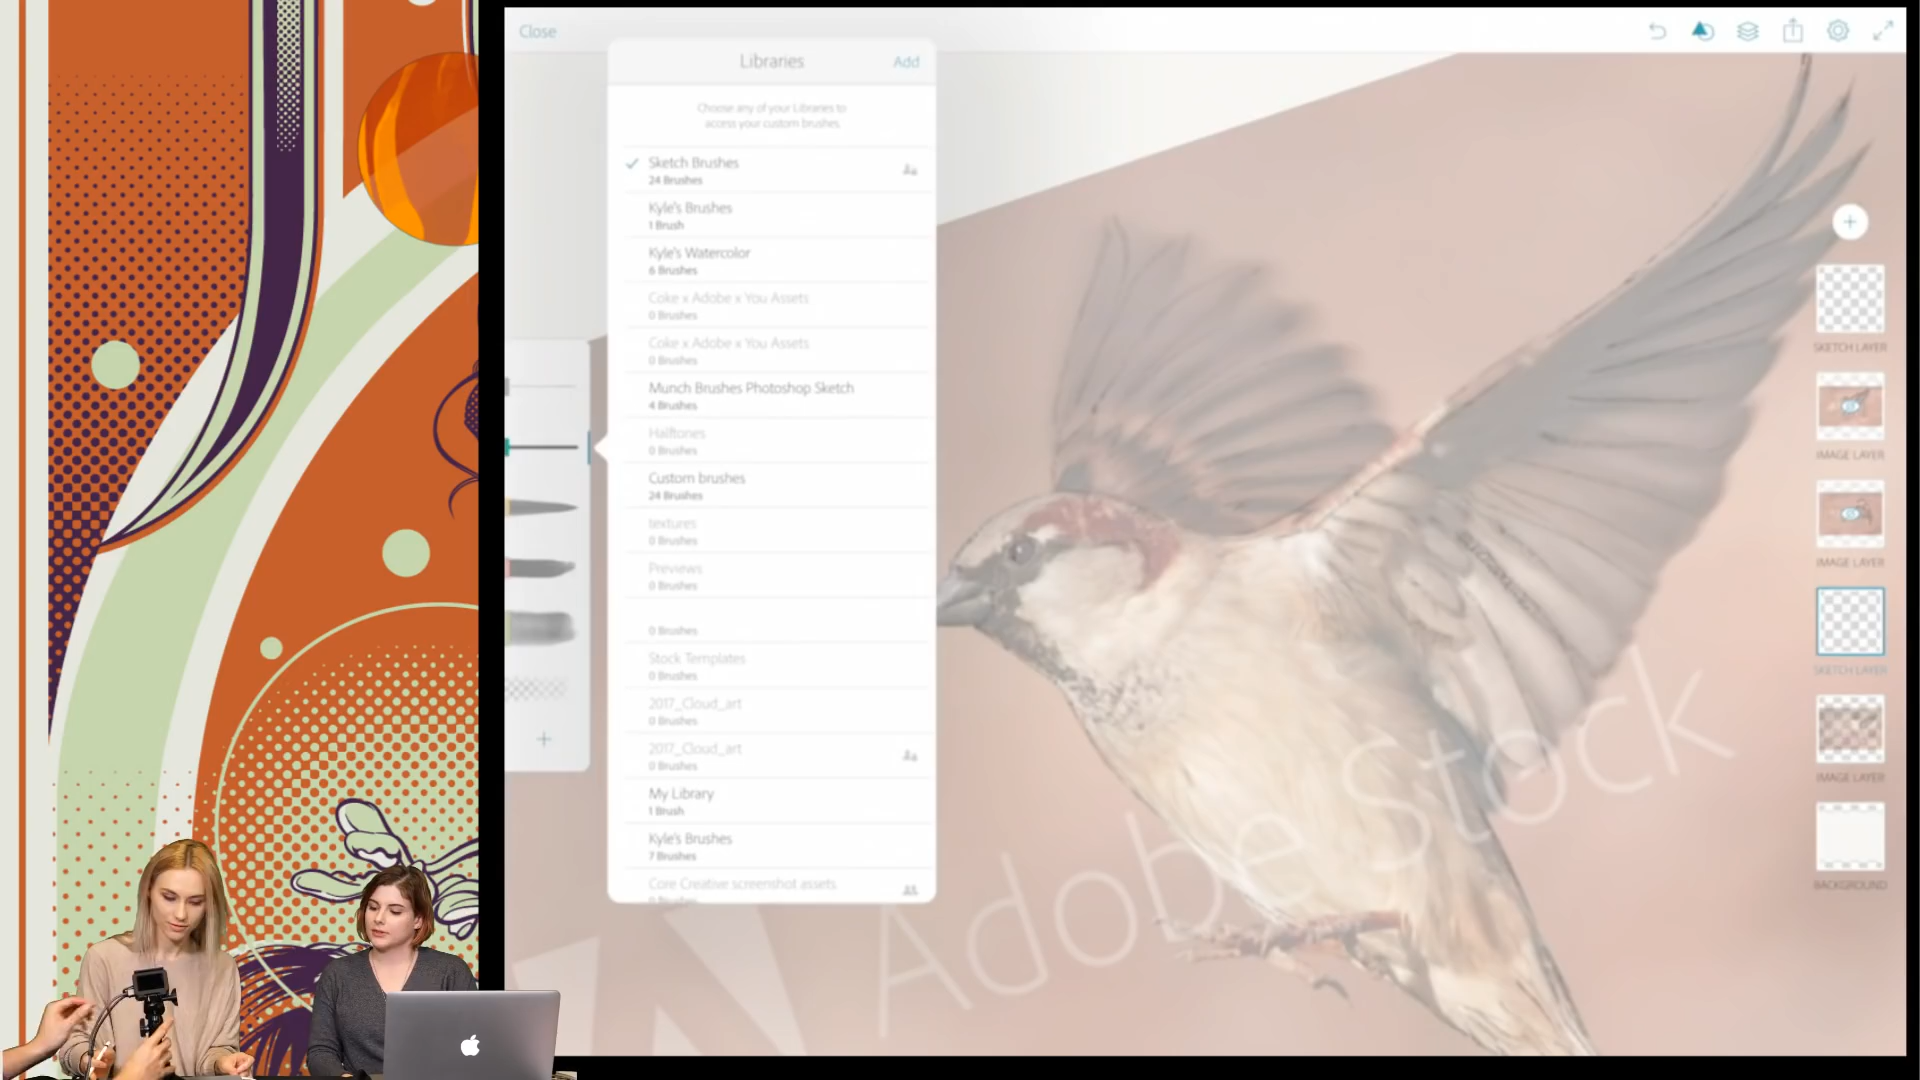 Close
Libraries
Add
Choose any of your Libraries to
access your custom brushes.
Sketch Brushes
24 Brushes
Kyle's Brushes
1 Brush
Kyle's Watercolor
6 Brushes
Coke x Adobe x You Assets
0 Brushes
Coke x Adobe x You Assets
0 Brushes
Munch Brushes Photoshop Sketch
4 Brushes
Halftones
0 Brushes
Custom brushes
24 Brushes
textures
0 Brushes
Previews
0 Brushes
0 Brushes
Stock Templates
0 Brushes
2017_Cloud_art
0 Brushes
2017_Cloud_art
0 Brushes
My Library
1 Brush
Kyle's Brushes
7 Brushes
Core Creative screenshot assets
SKETCH LAYER
IMAGE LAYER
IMAGE LAYER
SKETCH LAYER
IMAGE LAYER
BACKGROUND
Adobe Stock